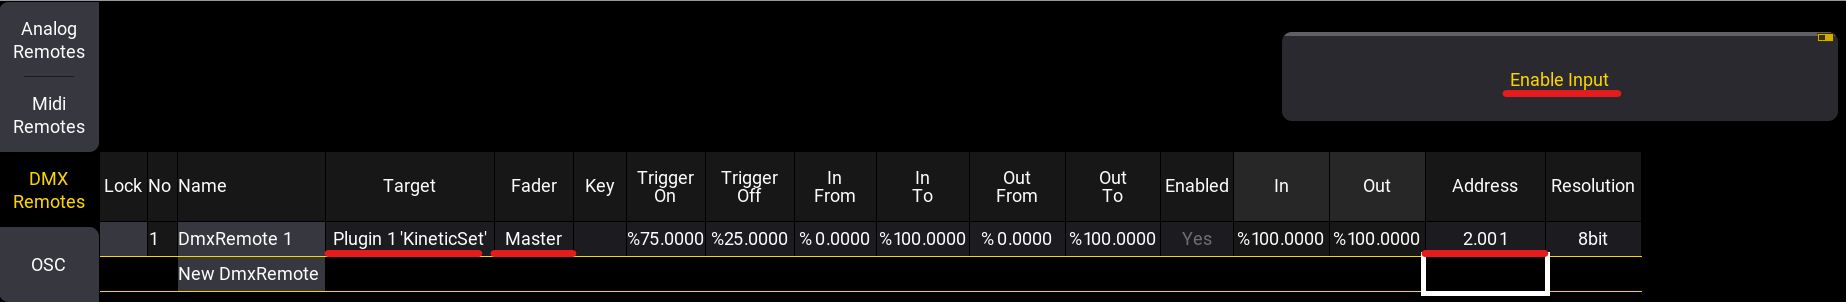 Analog
Remotes
Midi
Remotes
DMX
Remotes
OSC
Enable Input
Lock No Name Target Fader Key Trigger On Trigger Off In From In To Out From Out To Enabled In Out Address Resolution
1 DmxRemote 1 Plugin 1 'KineticSet' Master %75.0000 %25.0000 % 0.0000 %100.0000 % 0.0000 %100.0000 Yes %100.0000 %100.0000 2.001 8bit
New DmxRemote